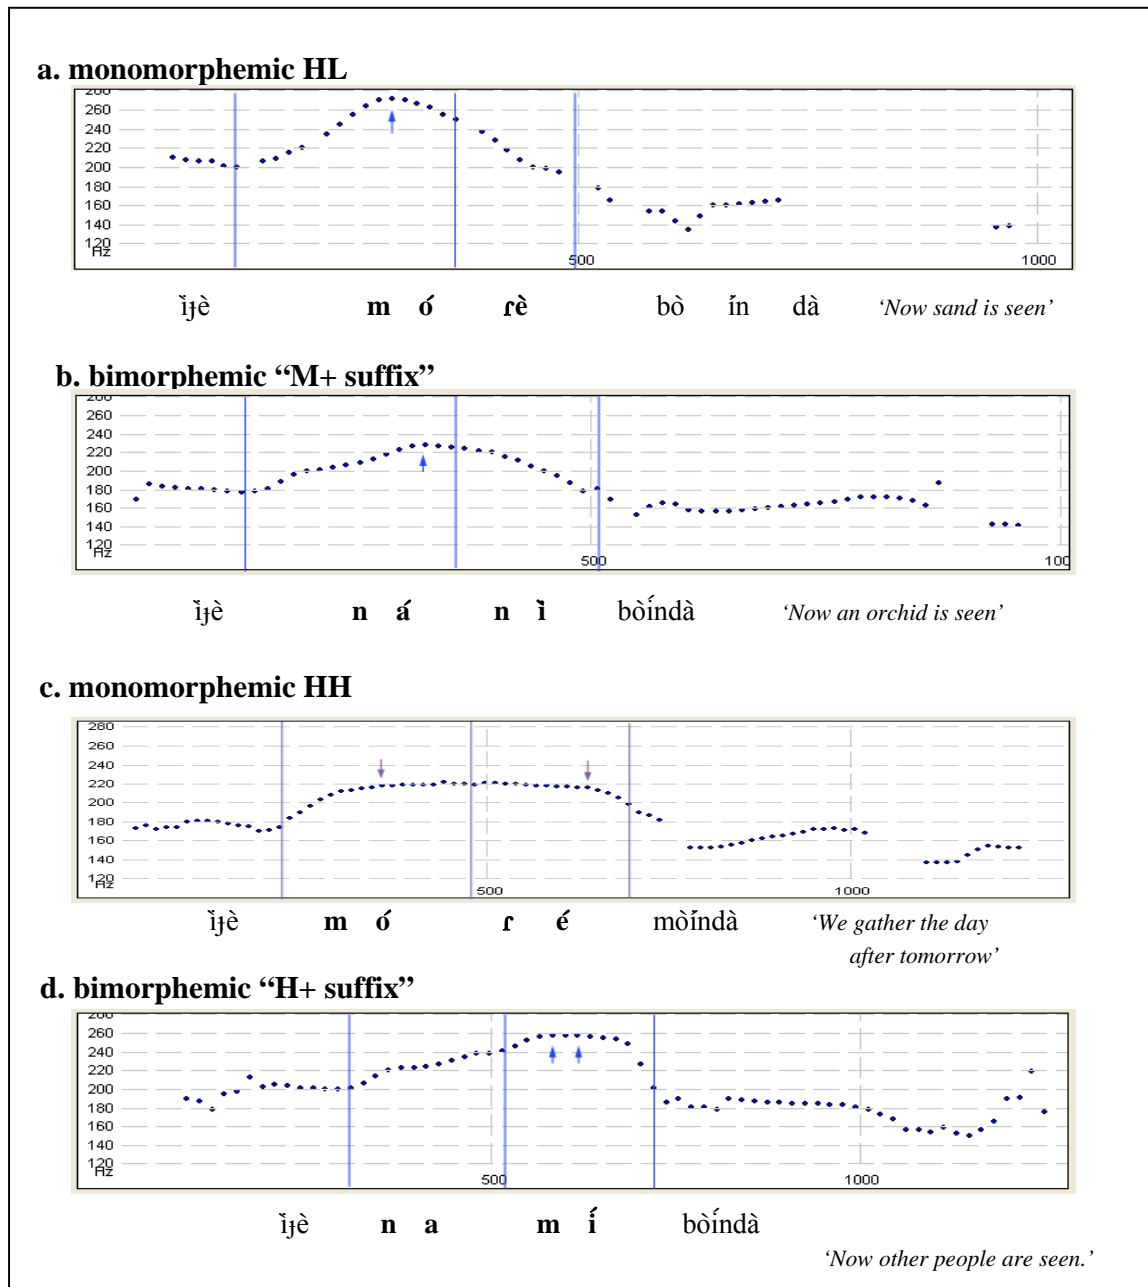 a. monomorphemic HL
280
260
240
220
200
180
160
140
120
Hz
500 1000
ı̏ɟè m ó ɾè bò ín dà ‘Now sand is seen’
b. bimorphemic “M+ suffix”
280
260
240
220
200
180
160
140
120
Hz
500 100
ı̏ɟè n á n ı̏ bòíndà ‘Now an orchid is seen’
c. monomorphemic HH
280
260
240
220
200
180
160
140
120
Hz
500 1000
ı̏ɟè m ó ɾ é mòíndà ‘We gather the day
after tomorrow’
d. bimorphemic “H+ suffix”
280
260
240
220
200
180
160
140
120
Hz
500 1000
ı̏ɟè n a m í bòíndà
‘Now other people are seen.’